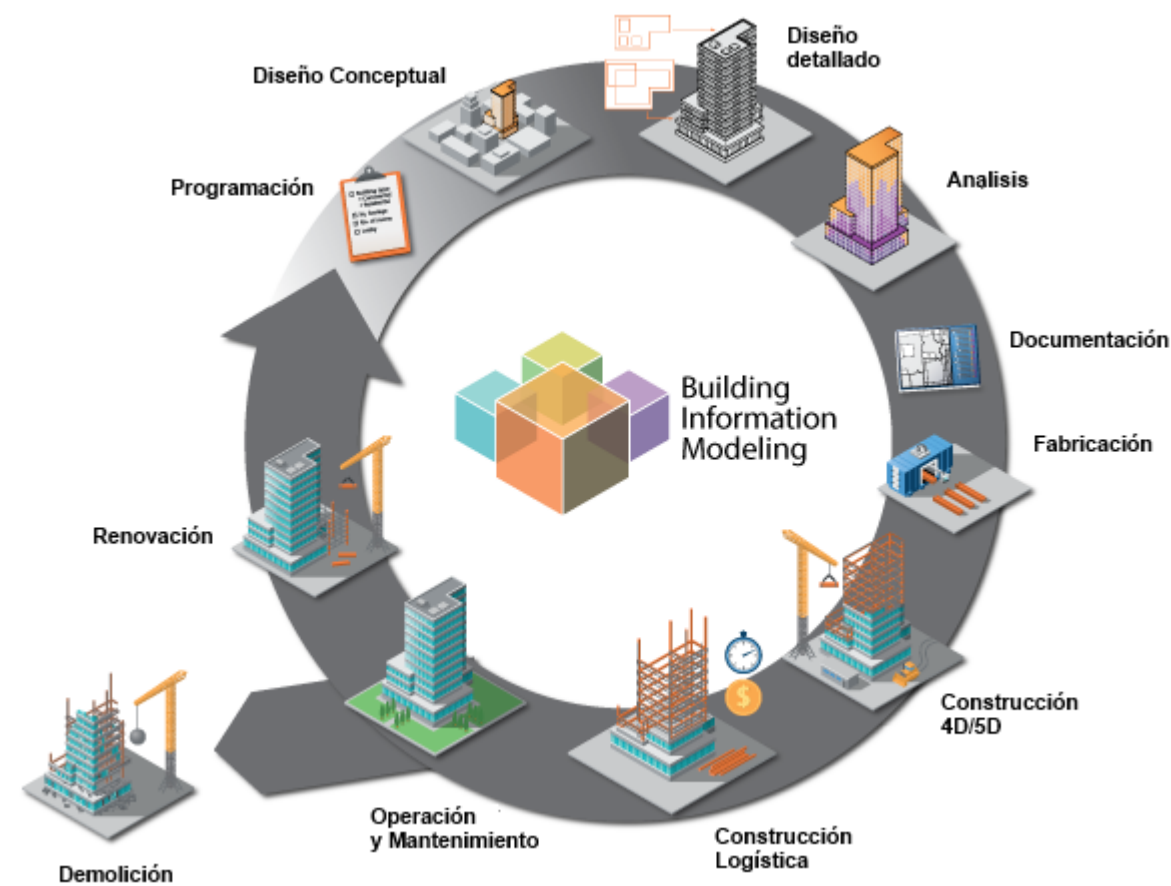 Diseño Conceptual
Diseño
detallado
Programación
Analisis
Documentación
Fabricación
Building
Information
Modeling
Renovación
Construcción
4D/5D
Operación
y Mantenimiento
Construcción
Logística
Demolición
$